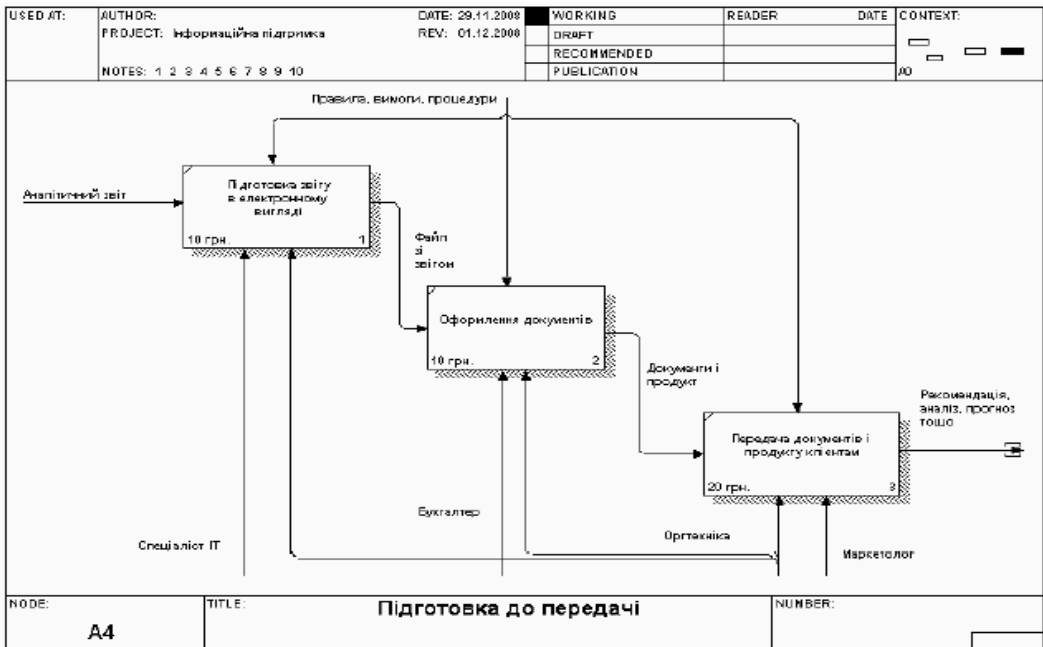 USED AT:
AUTHOR:
DATE: 29.11.2008
WORKING
READER
DATE
CONTEXT:
PROJECT: Інформаційна підтримка
REV: 01.12.2008
DRAFT
RECOMMENDED
NOTES: 1 2 3 4 5 6 7 8 9 10
PUBLICATION
A0
Правила, вимоги, процедури
Аналітичний звіт
Підготовка звіту
в електронному
вигляді
10 грн.
1
Файл
зі
звітом
Оформлення документів
10 грн.
2
Документи і
продукт
Рекомендація,
аналіз, прогноз
тощо
Передача документів і
продукту клієнтам
20 грн.
3
Бухгалтер
Оргтехніка
Спеціаліст ІТ
Маркетолог
NODE:
TITLE:
Підготовка до передачі
NUMBER:
A4